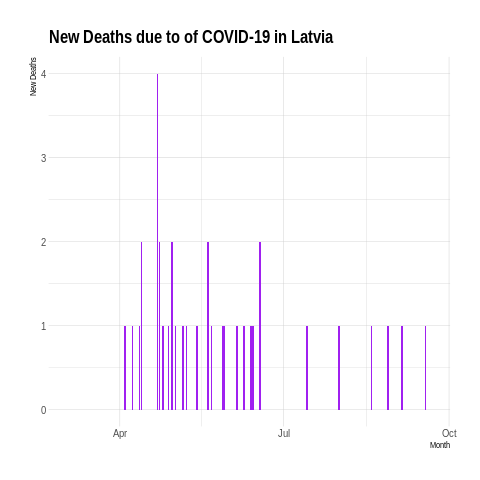 New Deaths due to of COVID-19 in Latvia
New Deaths
4
3
2
1
0
Apr
Jul
Oct
Month